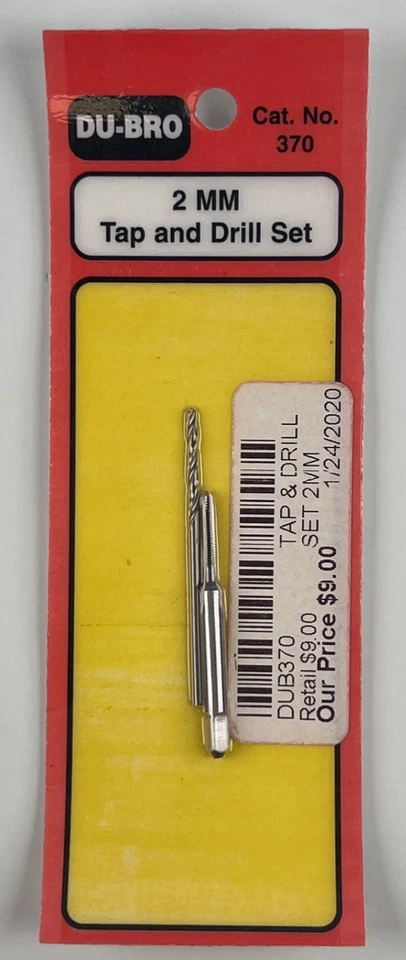 DU-BRO
Cat. No.
370
2 MM
Tap and Drill Set
DUB370 TAP & DRILL
Retail $9.00 SET 2MM
Our Price $9.00 1/24/2020